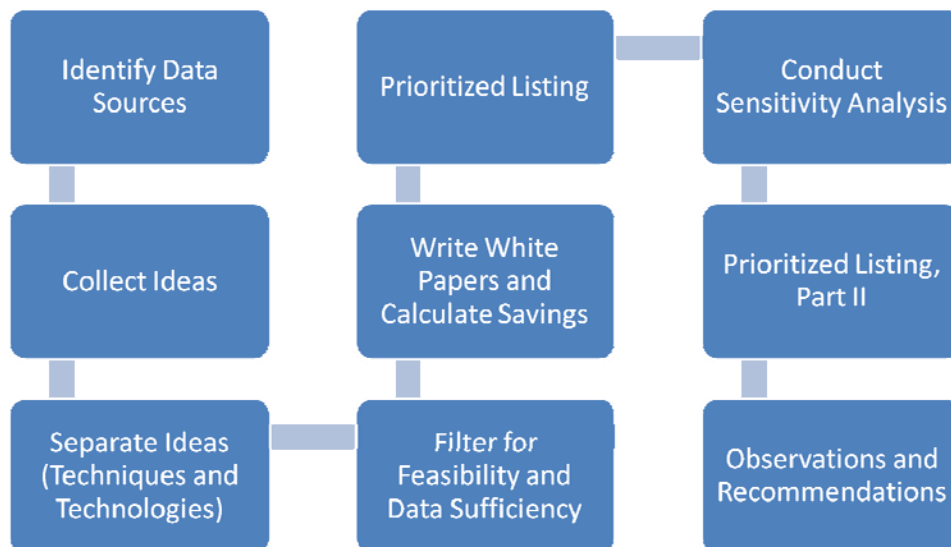 Identify Data
Sources
Collect Ideas
Separate Ideas
(Techniques and
Technologies)
Filter for
Feasibility and
Data Sufficiency
Write White
Papers and
Calculate Savings
Prioritized Listing
Conduct
Sensitivity Analysis
Prioritized Listing,
Part II
Observations and
Recommendations